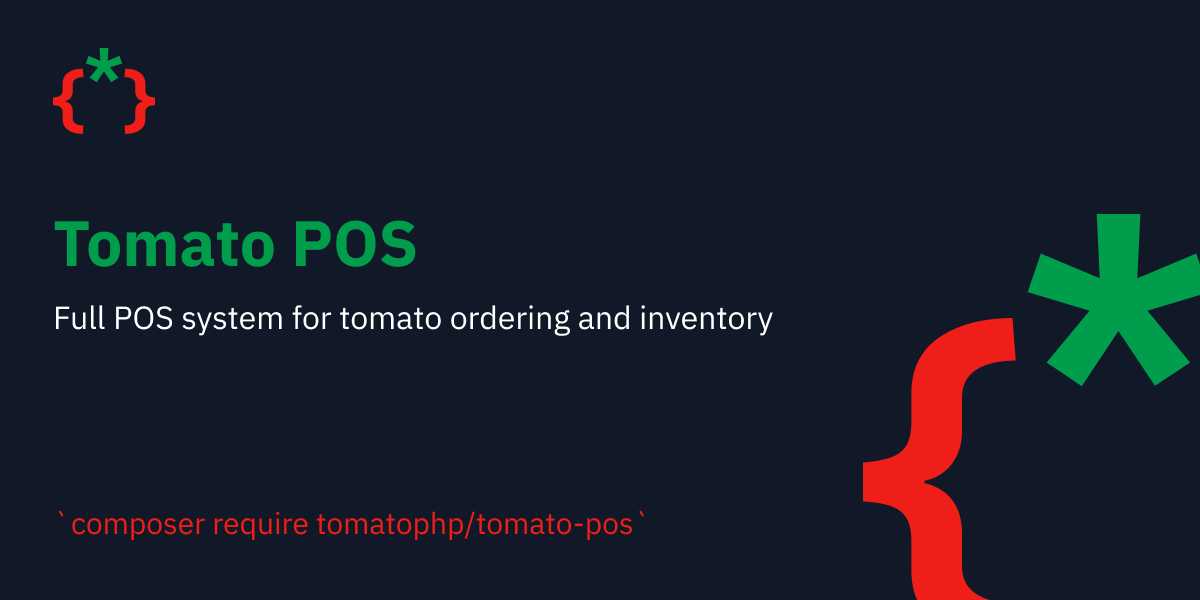 {*}
Tomato POS
Full POS system for tomato ordering and inventory
`composer require tomatophp/tomato-pos`
{*